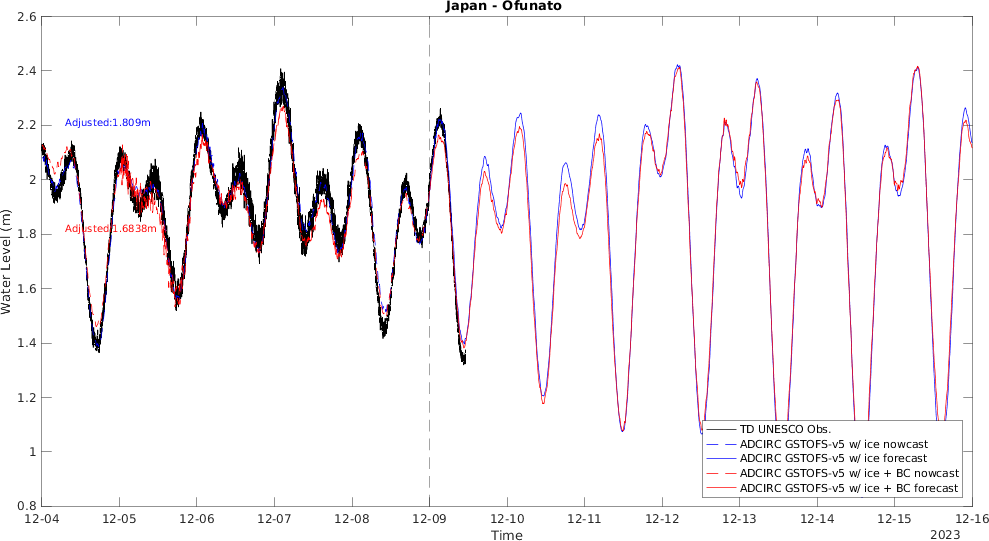 Japan - Ofunato
2.6
2.4
2.2
2
1.8
1.6
1.4
1.2
1
0.8
Water Level (m)
Adjusted:1.809m
Adjusted:1.6838m
TD UNESCO Obs.
ADCIRC GSTOFS-v5 w/ ice nowcast
ADCIRC GSTOFS-v5 w/ ice forecast
ADCIRC GSTOFS-v5 w/ ice + BC nowcast
ADCIRC GSTOFS-v5 w/ ice + BC forecast
12-04 12-05 12-06 12-07 12-08 12-09 12-10 12-11 12-12 12-13 12-14 12-15 12-16
Time
2023